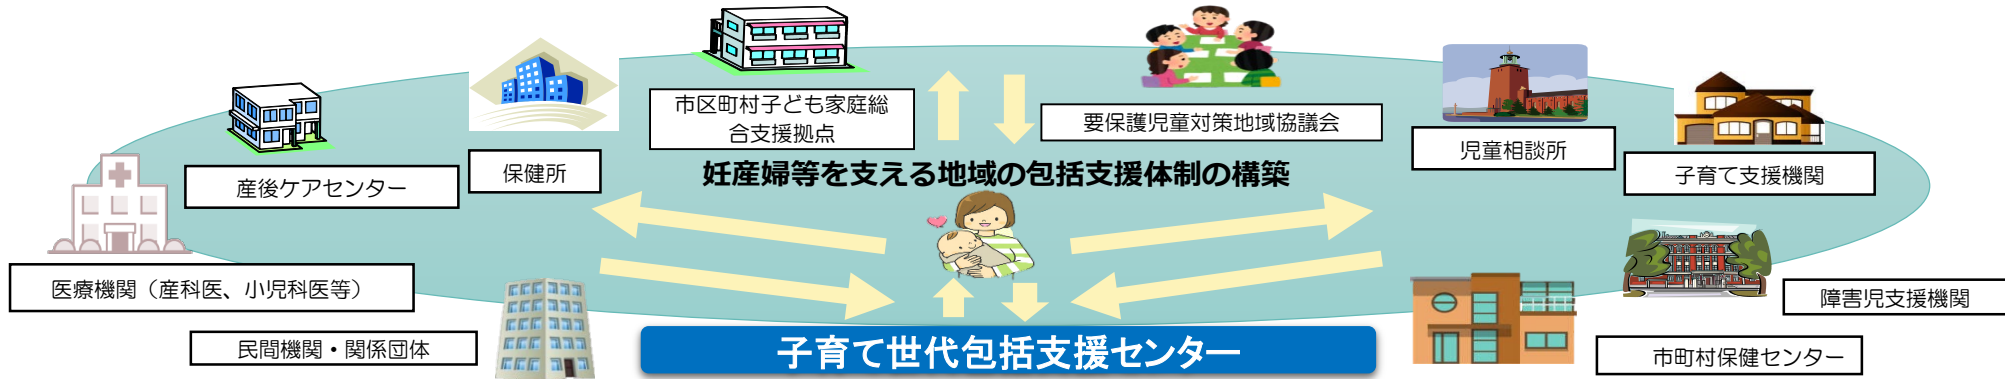 市区町村子ども家庭総
合支援拠点
要保護児童対策地域協議会
児童相談所
子育て支援機関
保健所
産後ケアセンター
妊産婦等を支える地域の包括支援体制の構築
医療機関（産科医、小児科医等）
障害児支援機関
民間機関・関係団体
子育て世代包括支援センター
市町村保健センター